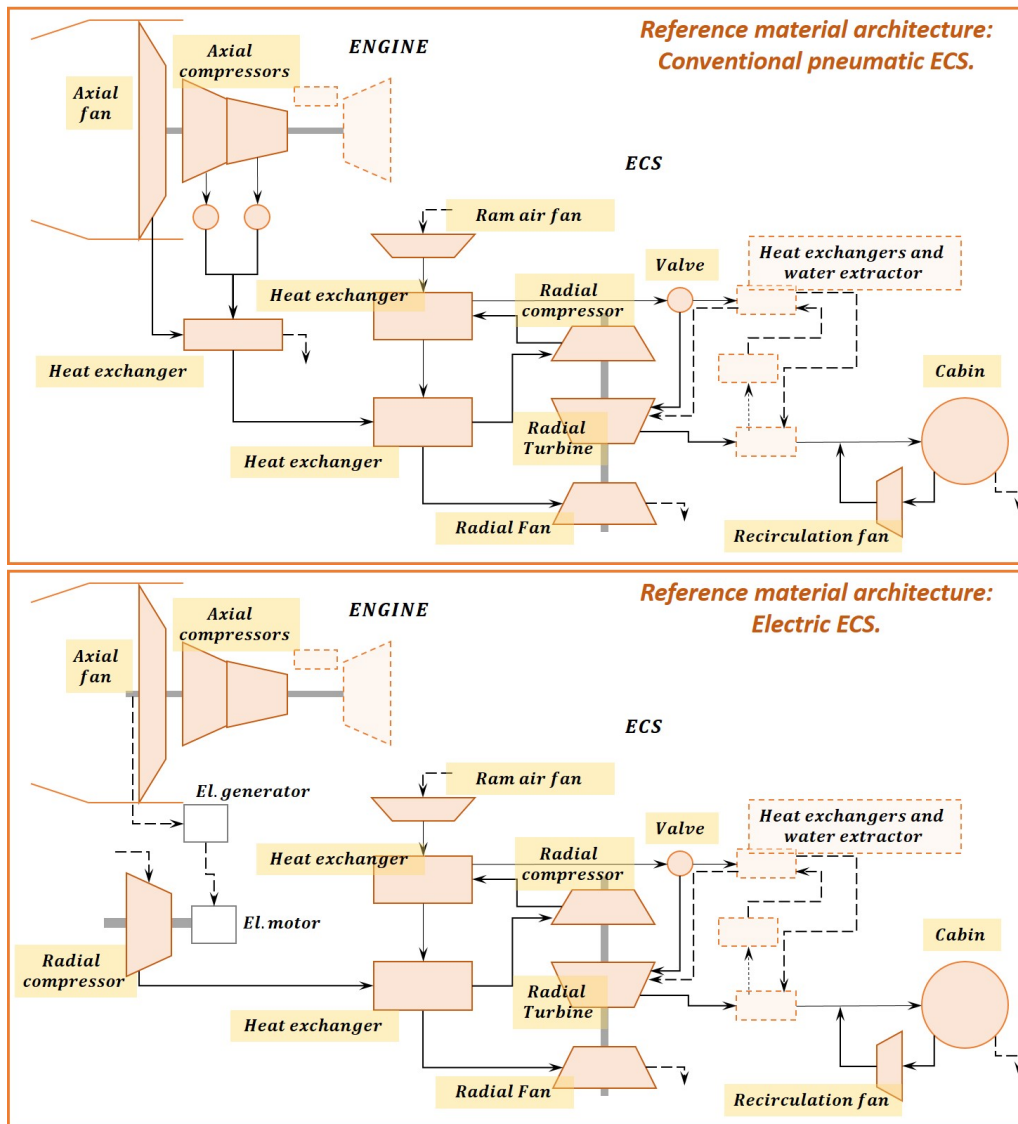 Reference material architecture:
Conventional pneumatic ECS.
ENGINE
Axial
compressors
Axial
fan
ECS
Ram air fan
Heat exchangers and
water extractor
Valve
Heat exchanger
Radial
compressor
Heat exchanger
Cabin
Radial
Turbine
Heat exchanger
Radial Fan
Recirculation fan
Reference material architecture:
Electric ECS.
ENGINE
Axial
compressors
Axial
fan
ECS
Ram air fan
El. generator
Heat exchangers and
water extractor
Valve
Heat exchanger
Radial
compressor
El. motor
Cabin
Radial
compressor
Radial
Turbine
Heat exchanger
Radial Fan
Recirculation fan